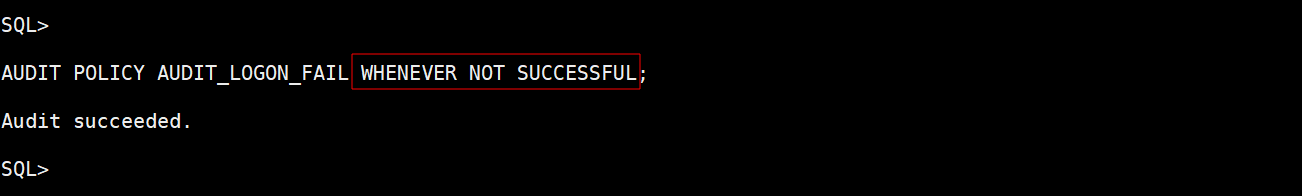 SQL>
AUDIT POLICY AUDIT_LOGON_FAIL WHENEVER NOT SUCCESSFUL;
Audit succeeded.
SQL>